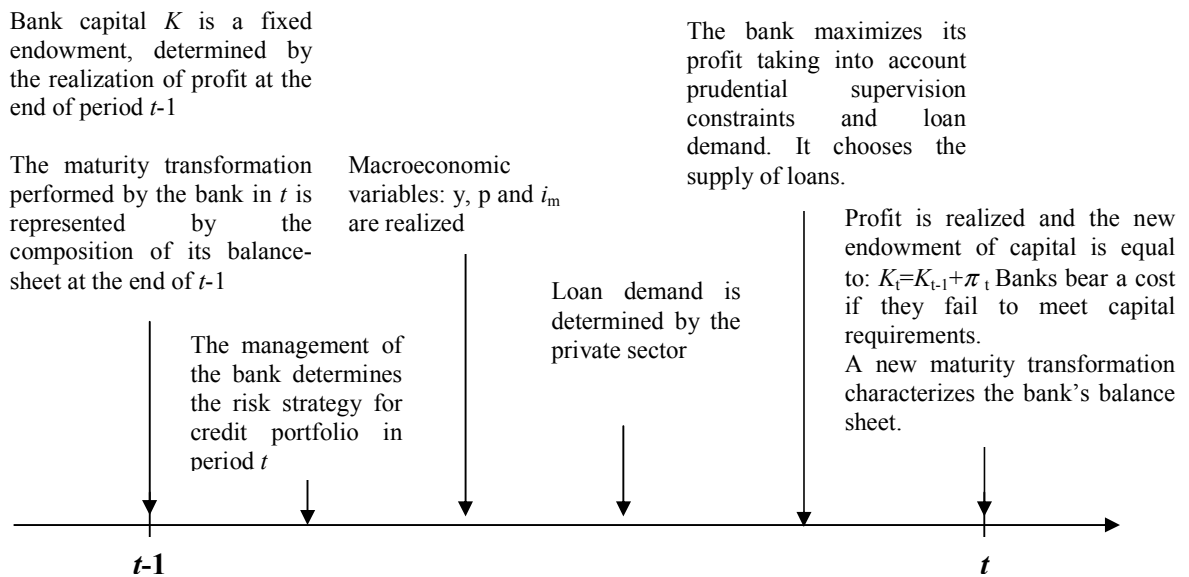 Bank capital K is a fixed
endowment, determined by
the realization of profit at the
end of period t-1
The maturity transformation
performed by the bank in t is
represented by the
composition of its balance-
sheet at the end of t-1
The management of
the bank determines
the risk strategy for
credit portfolio in
period t
Macroeconomic
variables: y, p and iₘ
are realized
Loan demand is
determined by the
private sector
The bank maximizes its
profit taking into account
prudential supervision
constraints and loan
demand. It chooses the
supply of loans.
Profit is realized and the new
endowment of capital is equal
to: Kₜ=Kₜ₋₁+π ₜ Banks bear a cost
if they fail to meet capital
requirements.
A new maturity transformation
characterizes the bank’s balance
sheet.
t-1
t